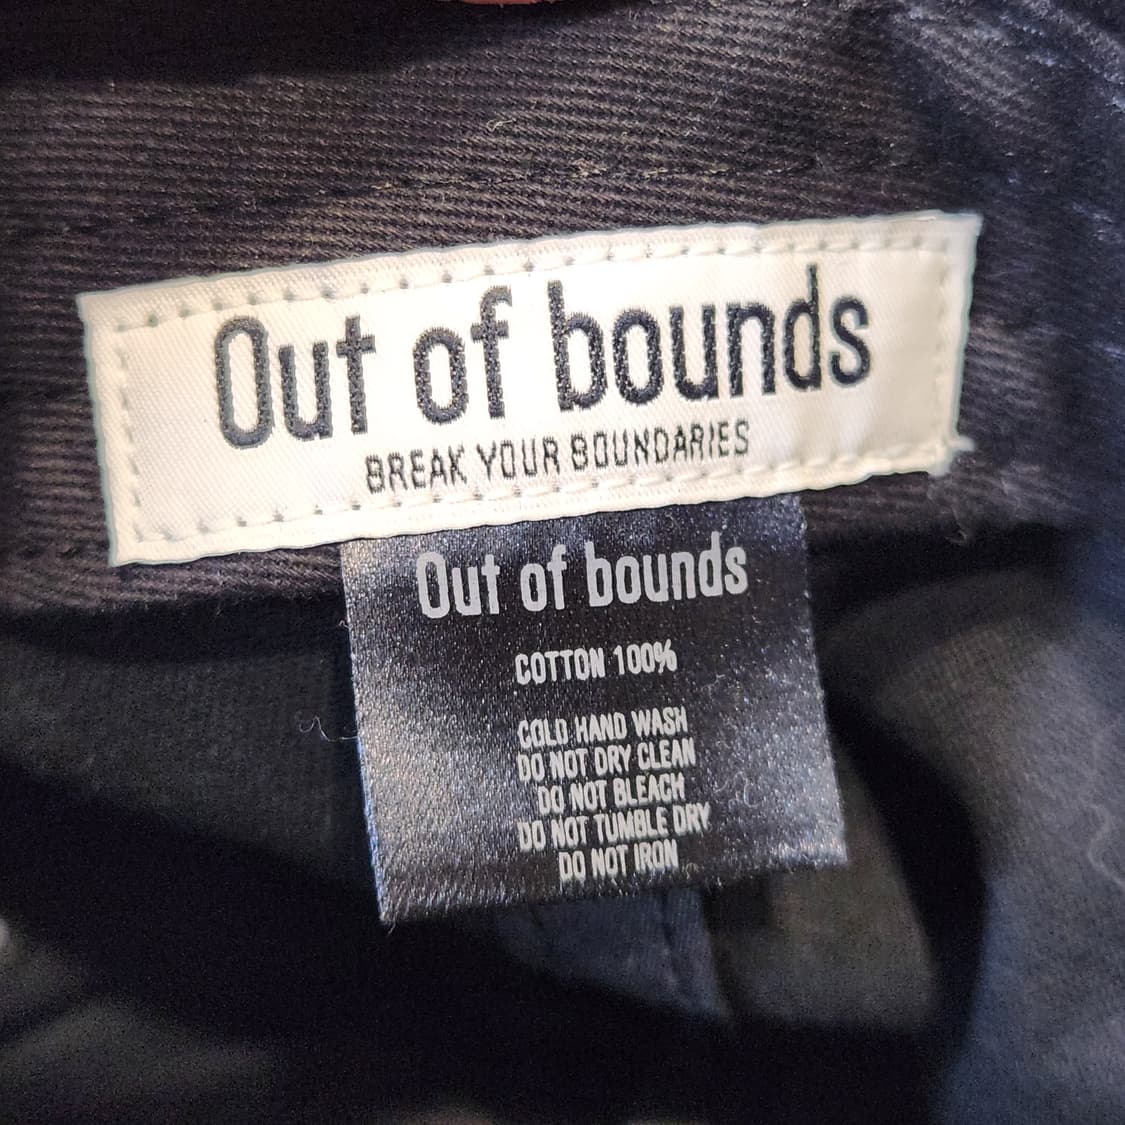 Out of bounds
BREAK YOUR BOUNDARIES
Out of bounds
COTTON 100%
COLD HAND WASH
DO NOT DRY CLEAN
DO NOT BLEACH
DO NOT TUMBLE DRY
DO NOT IRON